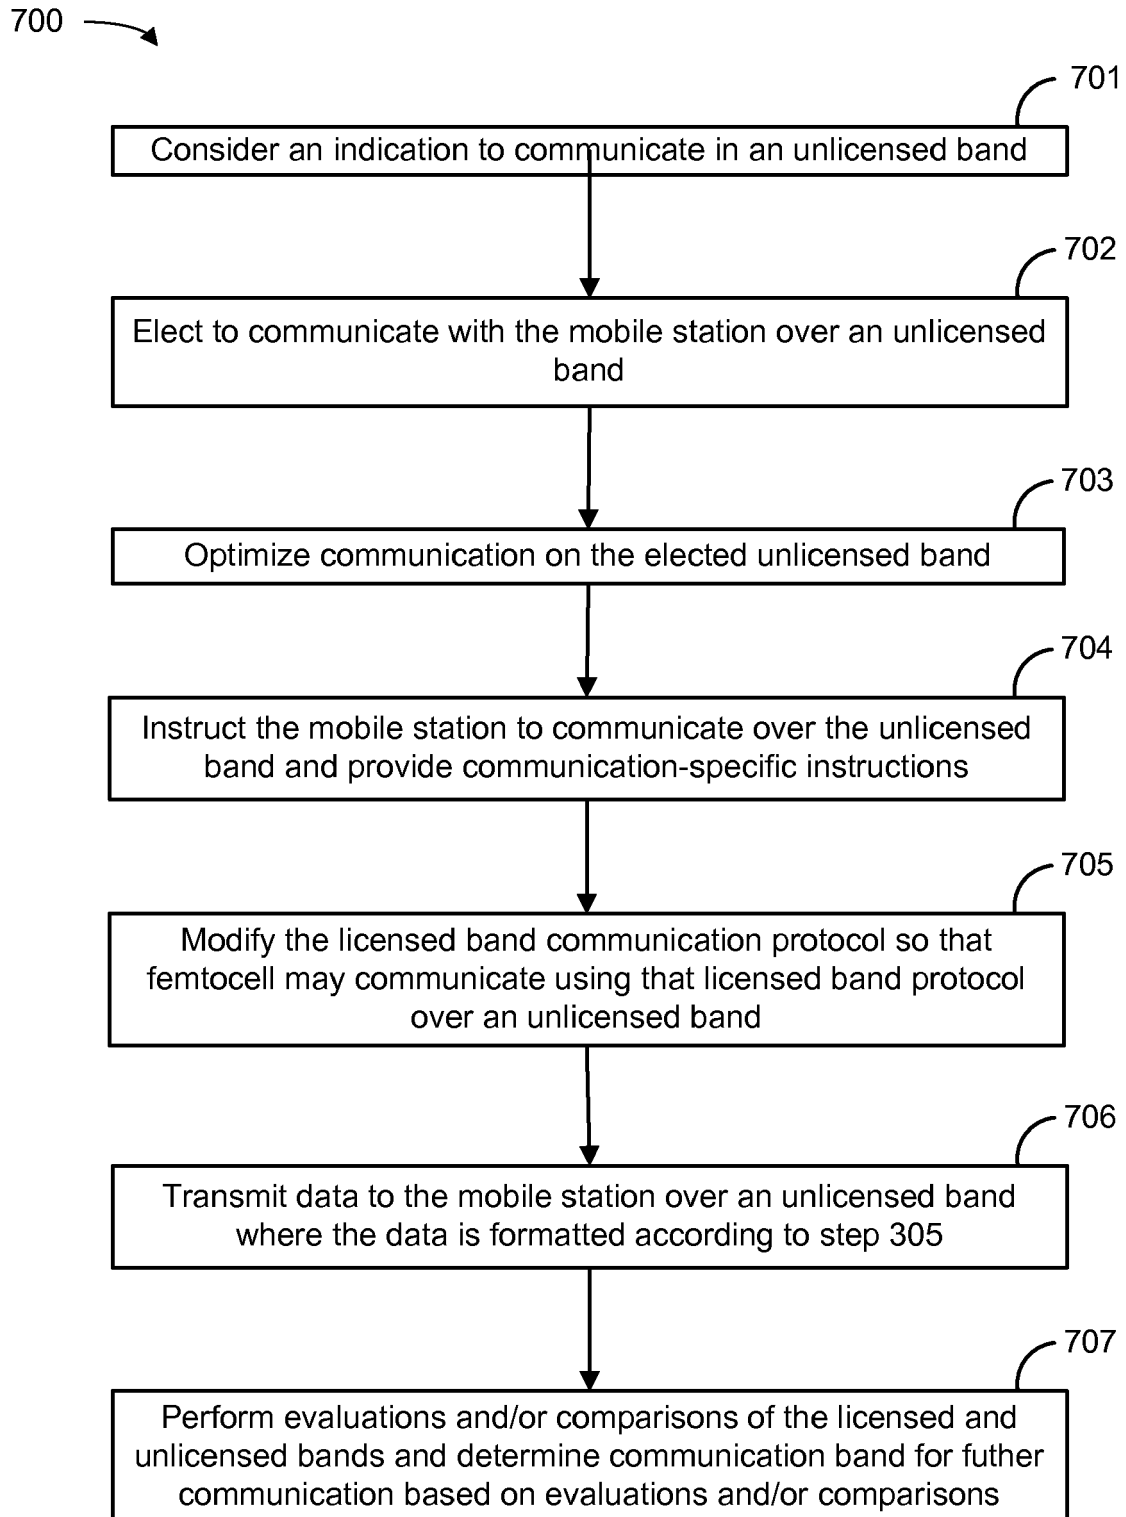 700
701
Consider an indication to communicate in an unlicensed band
702
Elect to communicate with the mobile station over an unlicensed
band
703
Optimize communication on the elected unlicensed band
704
Instruct the mobile station to communicate over the unlicensed
band and provide communication-specific instructions
705
Modify the licensed band communication protocol so that
femtocell may communicate using that licensed band protocol
over an unlicensed band
706
Transmit data to the mobile station over an unlicensed band
where the data is formatted according to step 305
707
Perform evaluations and/or comparisons of the licensed and
unlicensed bands and determine communication band for futher
communication based on evaluations and/or comparisons